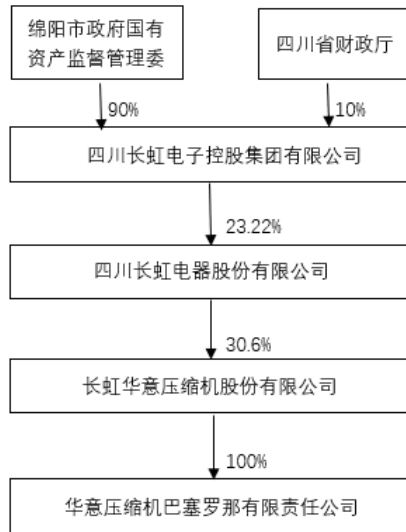 绵阳市政府国有
资产监督管理委
四川省财政厅
90%
10%
四川长虹电子控股集团有限公司
23.22%
四川长虹电器股份有限公司
30.6%
长虹华意压缩机股份有限公司
100%
华意压缩机巴塞罗那有限责任公司